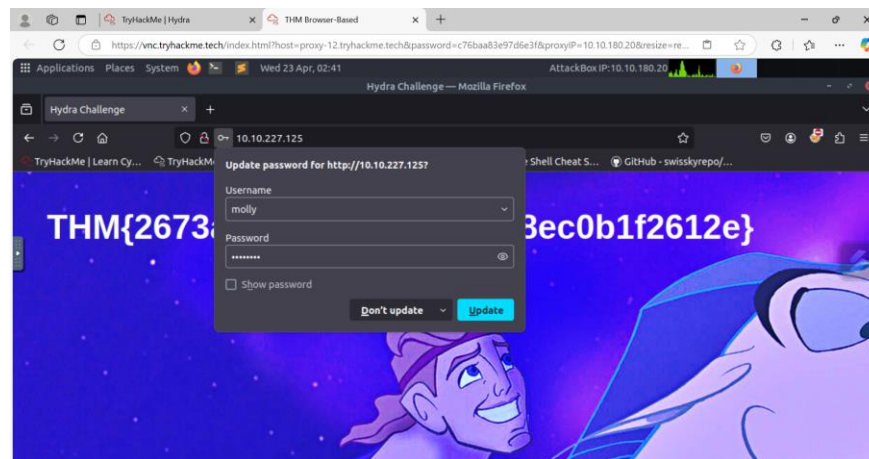 TryHackMe | Hydra
THM Browser-Based
https://vnc.tryhackme.tech/index.html?host=proxy-12.tryhackme.tech&password=c76baa83e97d6e3f&proxyIP=10.10.180.20&resize=re...
Applications Places System Wed 23 Apr, 02:41 AttackBox IP:10.10.180.20
Hydra Challenge — Mozilla Firefox
Hydra Challenge
10.10.227.125
TryHackMe | Learn Cy... TryHackM Shell Cheat S... GitHub - swisskyrepo/...
Update password for http://10.10.227.125?
Username
molly
THM{2673 8ec0b1f2612e}
Password
••••••••
Show password
Don't update Update